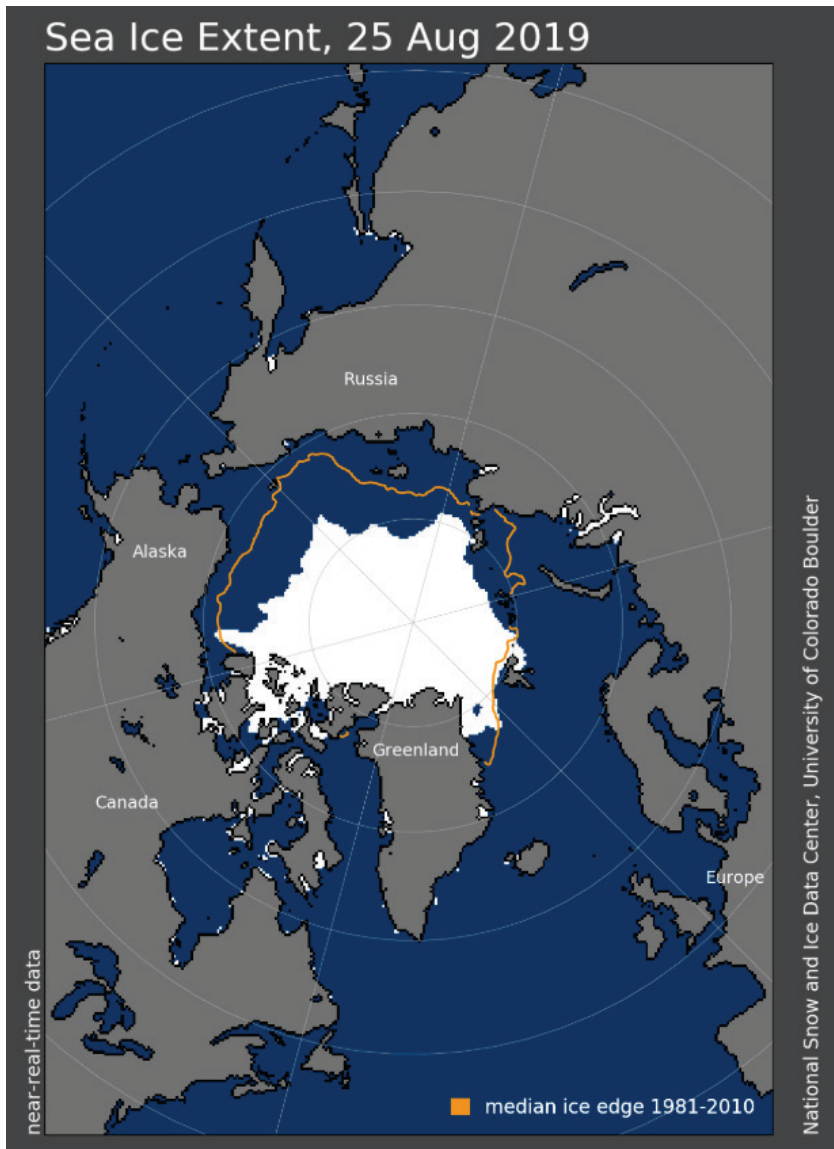 Sea Ice Extent, 25 Aug 2019
Russia
Alaska
Greenland
Canada
Europe
median ice edge 1981-2010
near-real-time data
National Snow and Ice Data Center, University of Colorado Boulder